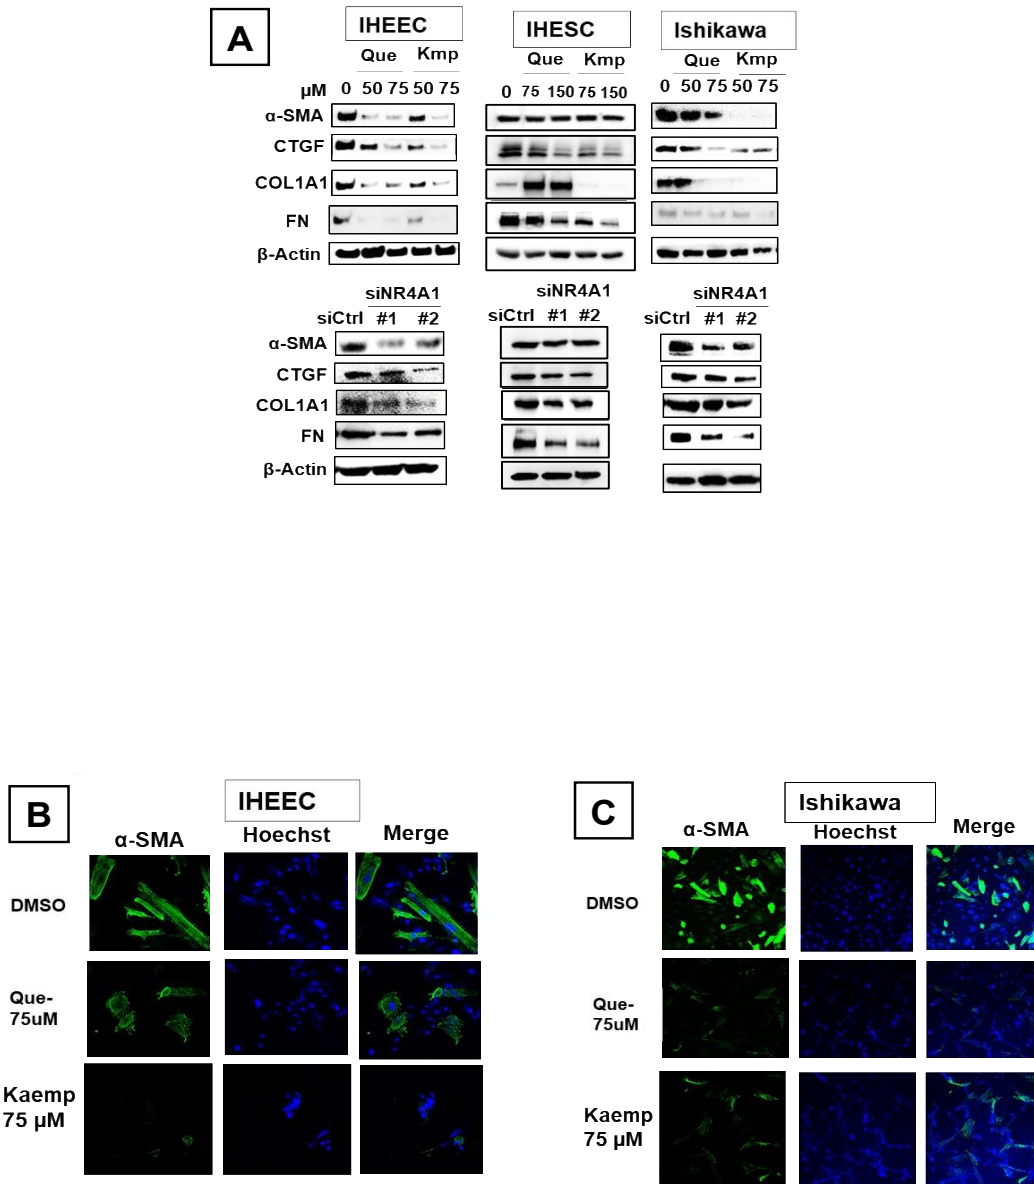 A
IHEEC
IHESC
Ishikawa
Que Kmp
Que Kmp
Que Kmp
µM 0 50 75 50 75
0 75 150 75 150
0 50 75 50 75
α-SMA
CTGF
COL1A1
FN
β-Actin
siNR4A1
siNR4A1
siNR4A1
siCtrl #1 #2
siCtrl #1 #2
siCtrl #1 #2
α-SMA
CTGF
COL1A1
FN
β-Actin
B
IHEEC
α-SMA Hoechst Merge
DMSO
Que-
75uM
Kaemp
75 µM
C
Ishikawa
α-SMA Hoechst Merge
DMSO
Que-
75uM
Kaemp
75 µM